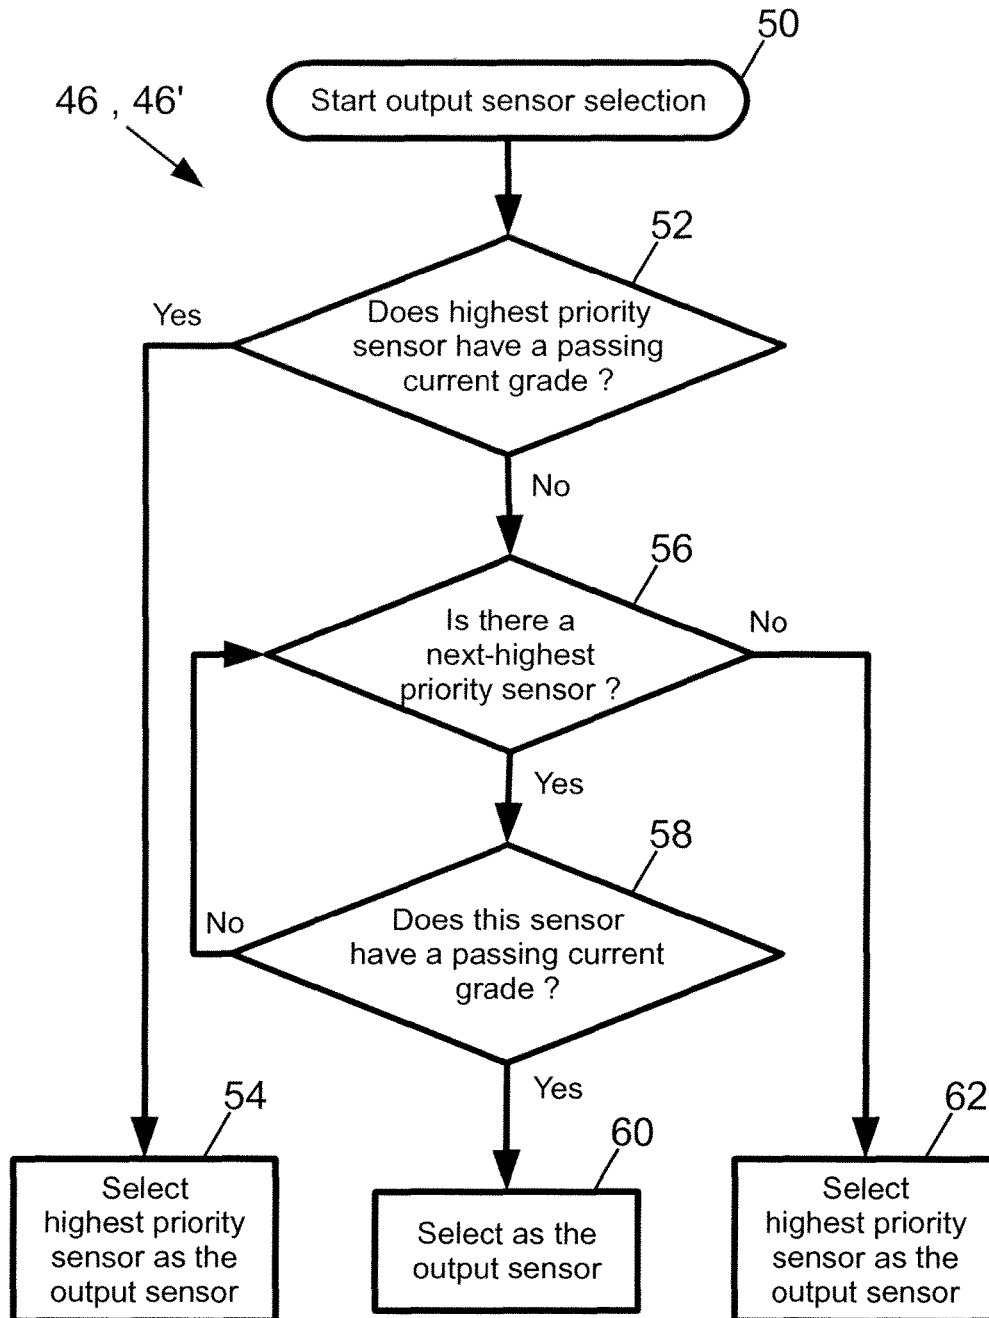 50
Start output sensor selection
46 , 46'
52
Does highest priority
sensor have a passing
current grade ?
Yes
No
56
Is there a
next-highest
priority sensor ?
No
Yes
58
Does this sensor
have a passing current
grade ?
No
Yes
54
Select
highest priority
sensor as the
output sensor
60
Select as the
output sensor
62
Select
highest priority
sensor as the
output sensor